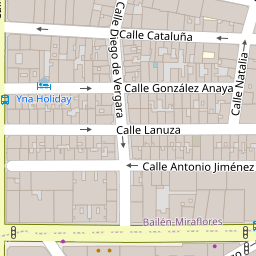 Calle Cataluña
Calle Diego de Vergara
Calle Natalia
Calle González Anaya
Yna Holiday
Calle Lanuza
Calle Antonio Jiménez
Bailén-Miraflores